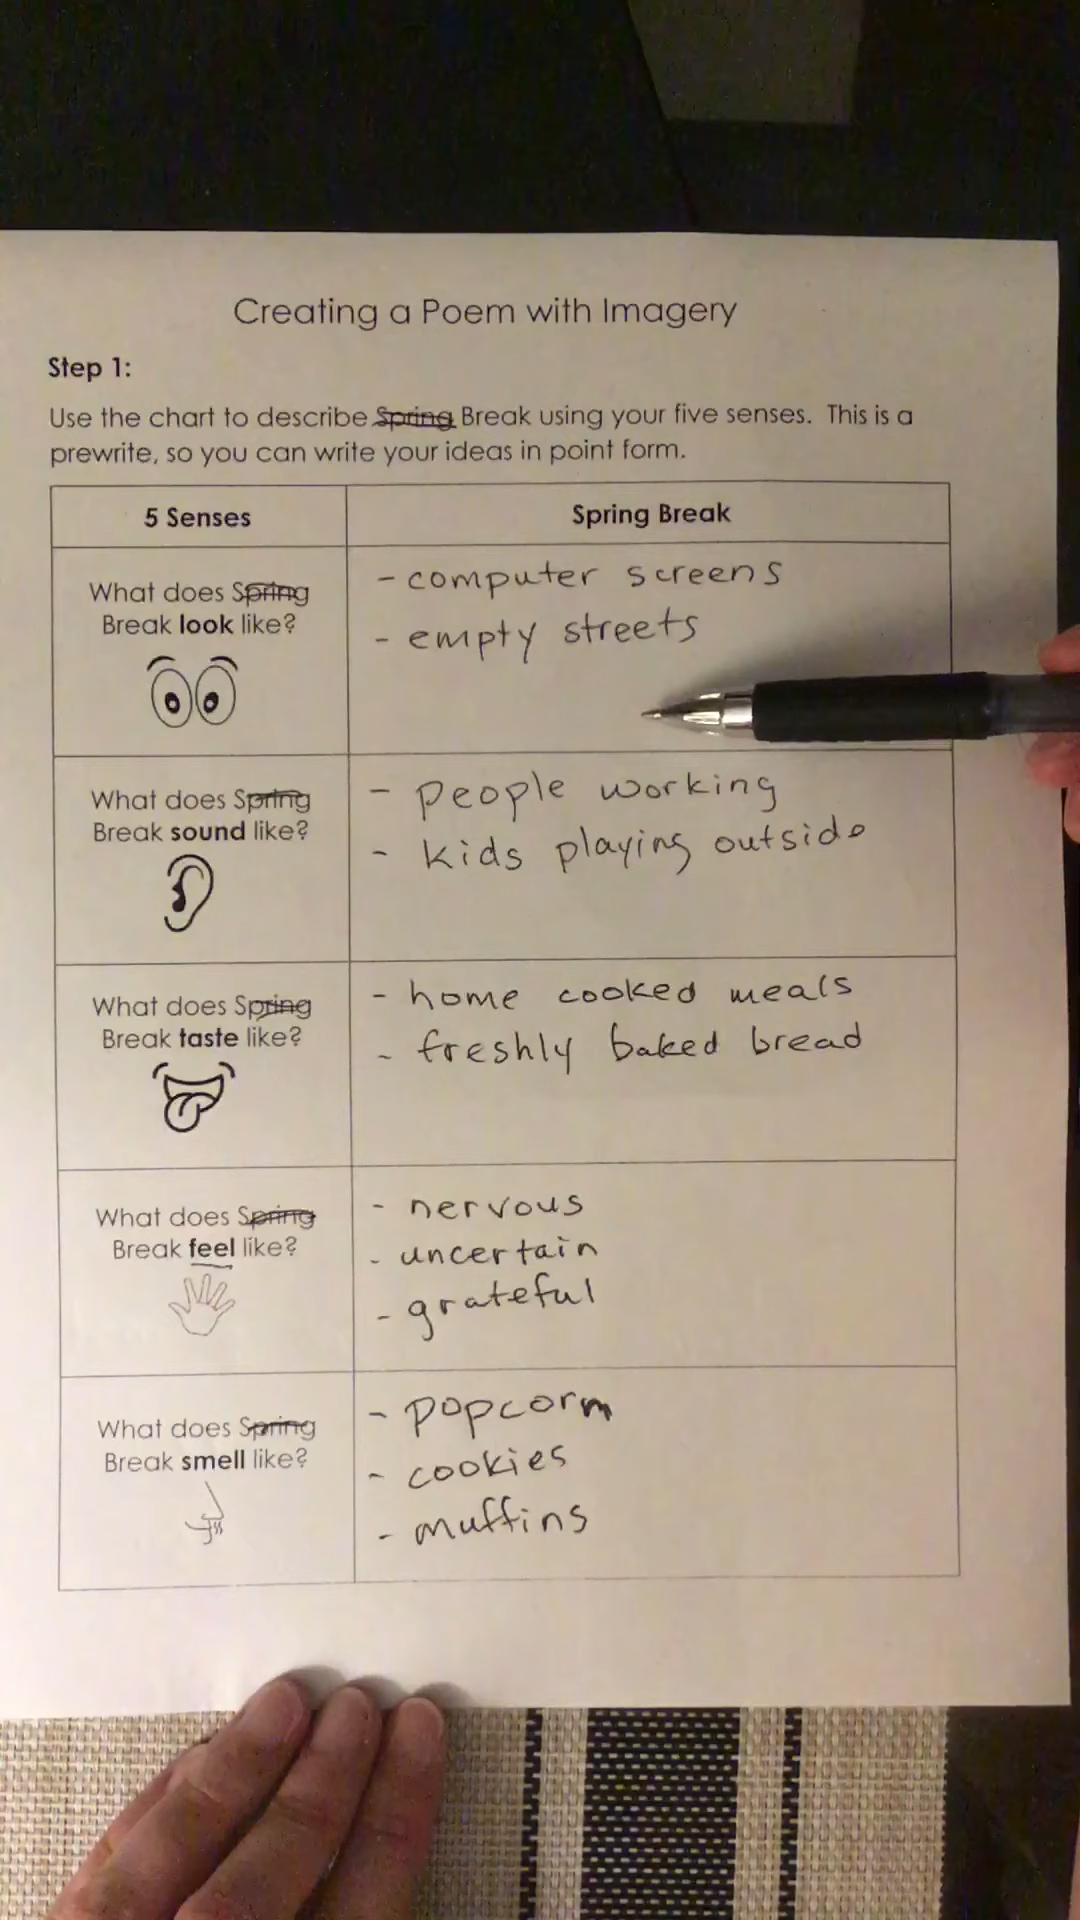 Creating a Poem with Imagery
Step 1:
Use the chart to describe Spring Break using your five senses. This is a
prewrite, so you can write your ideas in point form.
5 Senses
Spring Break
What does Spring
Break look like?
- computer screens
- empty streets
What does Spring
Break sound like?
- people working
- kids playing outside
What does Spring
Break taste like?
- home cooked meals
- freshly baked bread
What does Spring
Break feel like?
- nervous
- uncertain
- grateful
What does Spring
Break smell like?
- popcorn
- cookies
- muffins